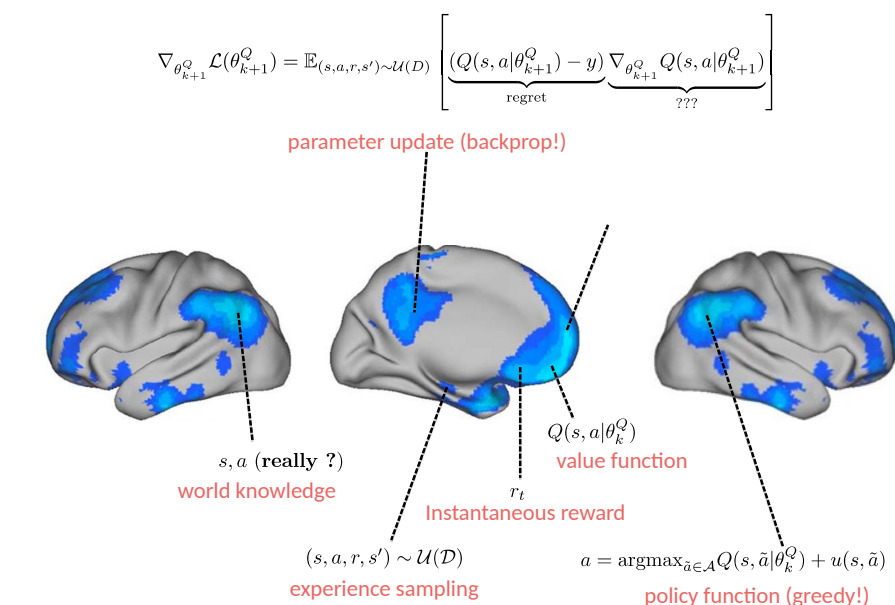 ∇_{θ^Q_{k+1}} ℒ(θ^Q_{k+1}) = 𝔼_{(s,a,r,s′)∼𝒰(D)} [ (Q(s, a|θ^Q_{k+1}) − y) ∇_{θ^Q_{k+1}} Q(s, a|θ^Q_{k+1}) ]
regret ???
parameter update (backprop!)
Q(s, a|θ^Q_k)
s, a (really ?)
value function
world knowledge
r_t
Instantaneous reward
(s, a, r, s′) ∼ 𝒰(𝒟)
a = argmax_{ã∈𝒜} Q(s, ã|θ^Q_k) + u(s, ã)
experience sampling
policy function (greedy!)